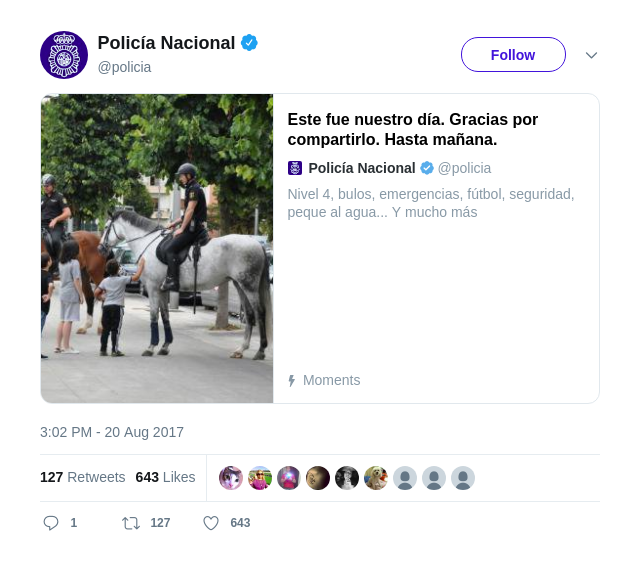 Policía Nacional
@policia
Follow
Este fue nuestro día. Gracias por
compartirlo. Hasta mañana.
Policía Nacional @policia
Nivel 4, bulos, emergencias, fútbol, seguridad,
peque al agua... Y mucho más
Moments
3:02 PM - 20 Aug 2017
127 Retweets 643 Likes
1 127 643